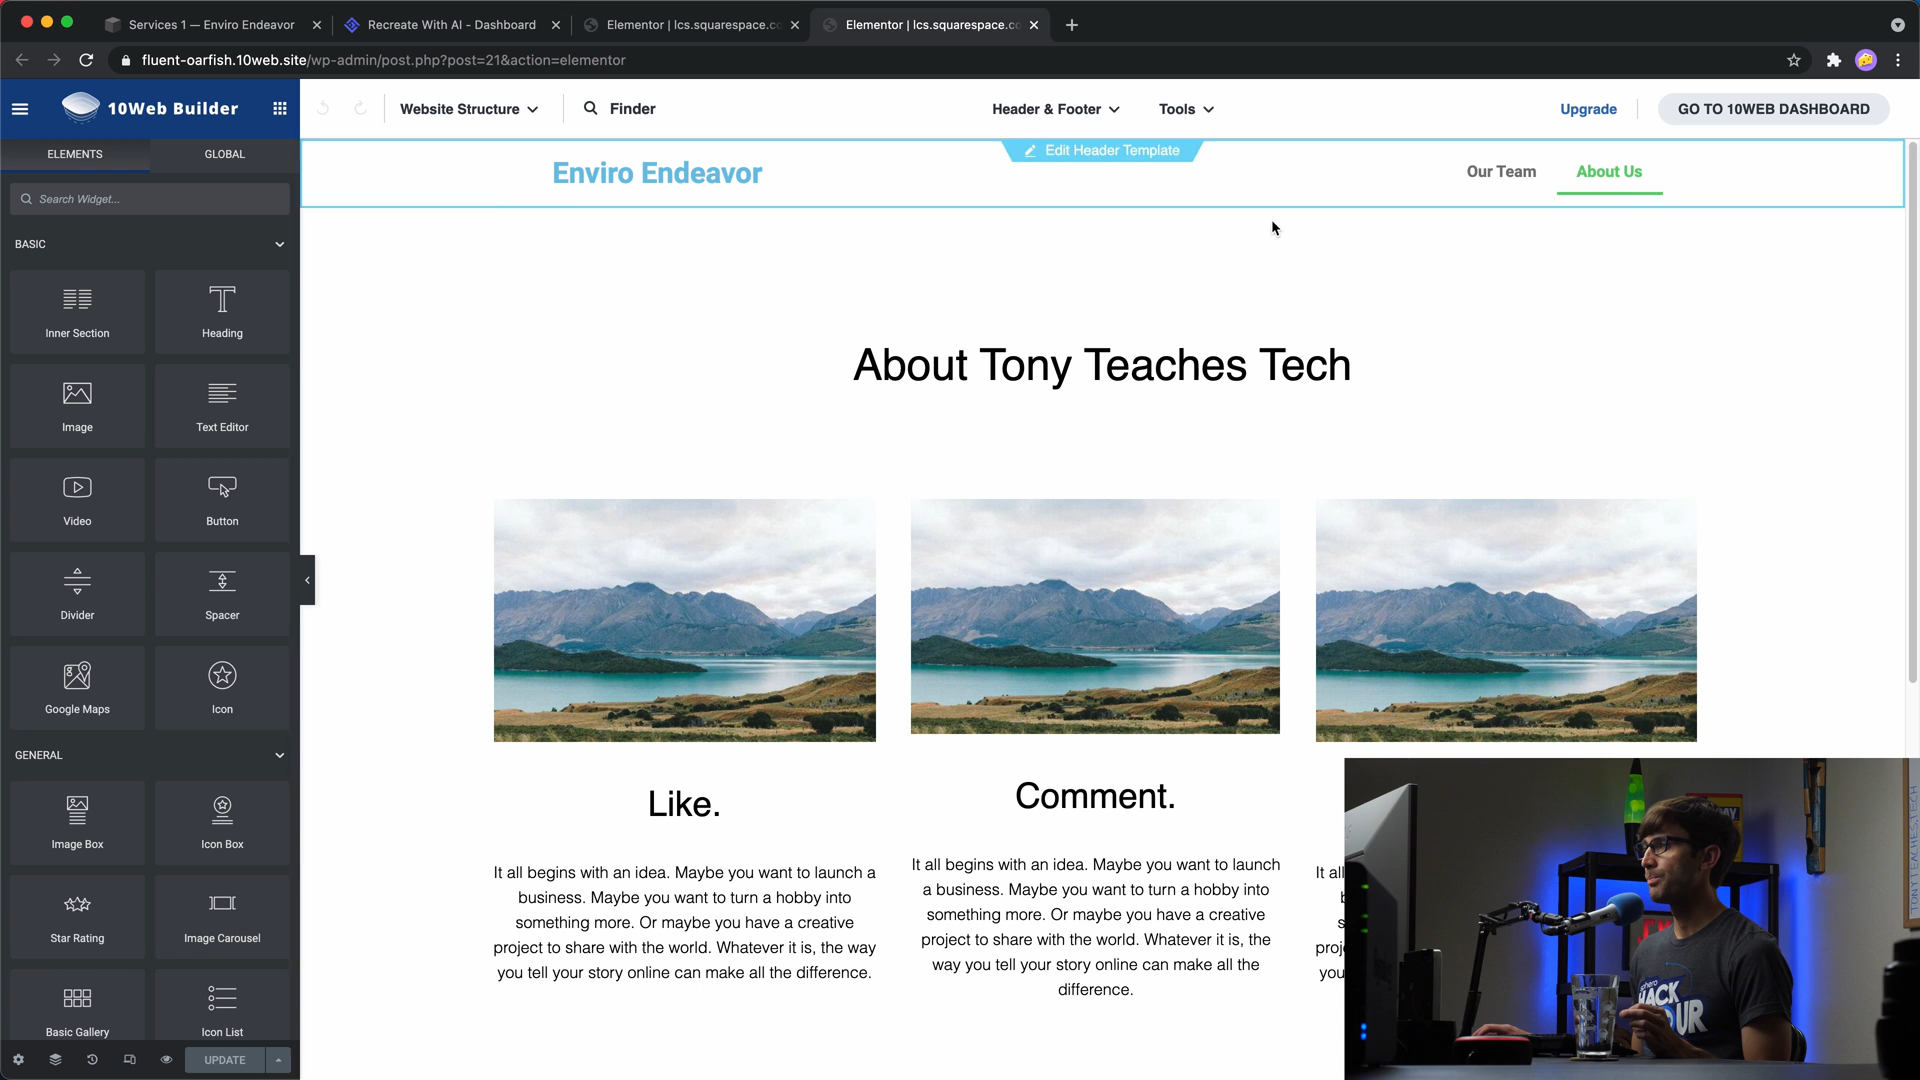 Services 1 — Enviro Endeavor
Recreate With AI - Dashboard
Elementor | lcs.squarespace.cc
Elementor | lcs.squarespace.cc
fluent-oarfish.10web.site/wp-admin/post.php?post=21&action=elementor
10Web Builder
Website Structure
Finder
Header & Footer
Tools
Upgrade
GO TO 10WEB DASHBOARD
ELEMENTS
GLOBAL
Edit Header Template
Enviro Endeavor
Our Team
About Us
Search Widget...
BASIC
Inner Section
Heading
Image
Text Editor
Video
Button
Divider
Spacer
Google Maps
Icon
GENERAL
Image Box
Icon Box
Star Rating
Image Carousel
Basic Gallery
Icon List
UPDATE
About Tony Teaches Tech
Like.
It all begins with an idea. Maybe you want to launch a
business. Maybe you want to turn a hobby into
something more. Or maybe you have a creative
project to share with the world. Whatever it is, the way
you tell your story online can make all the difference.
Comment.
It all begins with an idea. Maybe you want to launch
a business. Maybe you want to turn a hobby into
something more. Or maybe you have a creative
project to share with the world. Whatever it is, the
way you tell your story online can make all the
difference.
It all
b
s
proj
you
sphero
HACK
UR